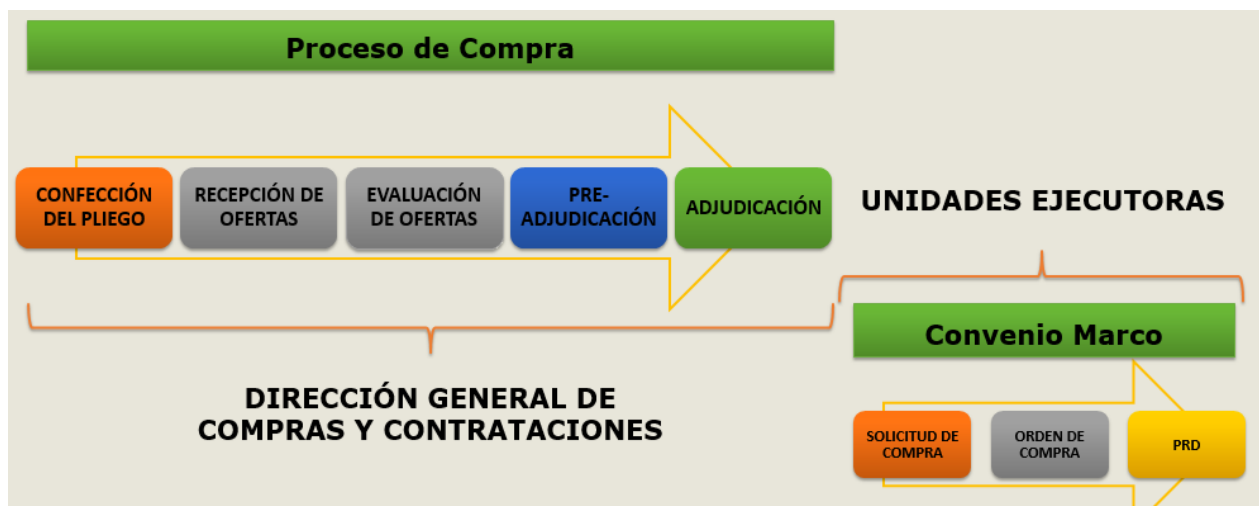 Proceso de Compra
CONFECCIÓN
DEL PLIEGO
RECEPCIÓN DE
OFERTAS
EVALUACIÓN
DE OFERTAS
PRE-
ADJUDICACIÓN
ADJUDICACIÓN
UNIDADES EJECUTORAS
DIRECCIÓN GENERAL DE
COMPRAS Y CONTRATACIONES
Convenio Marco
SOLICITUD DE
COMPRA
ORDEN DE
COMPRA
PRD